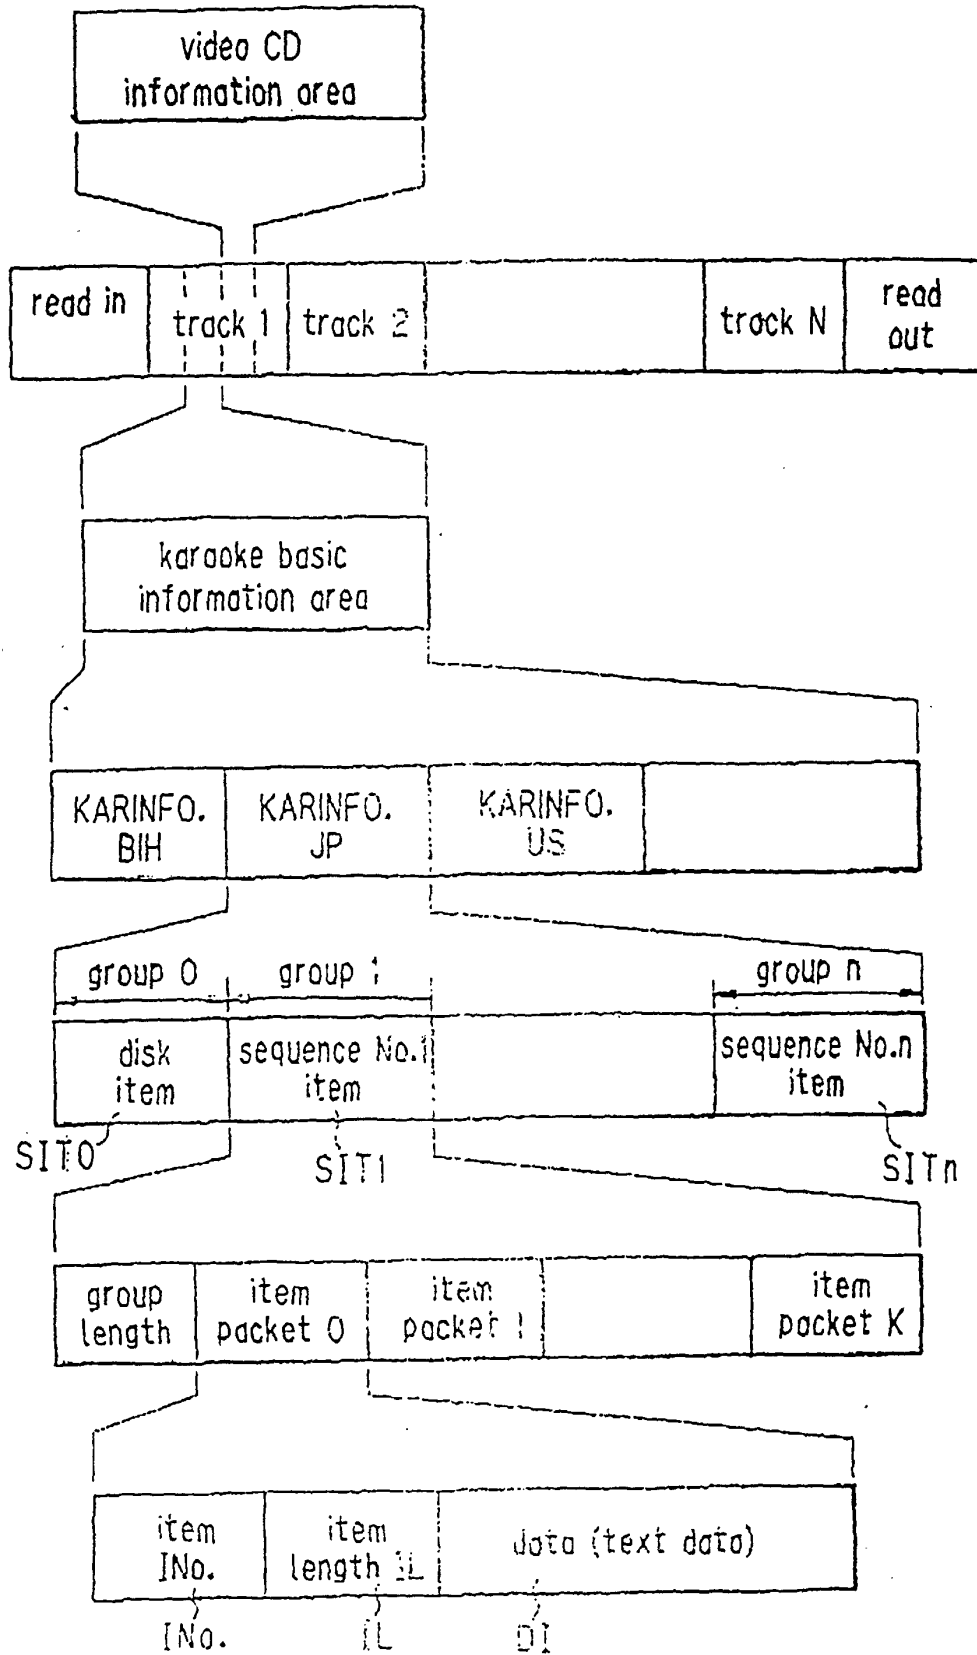 video CD
information area
read in
track 1
track 2
track N
read
out
karaoke basic
information area
KARINFO.
BIH
KARINFO.
JP
KARINFO.
US
group 0
group 1
group n
disk
item
sequence No.1
item
sequence No.n
item
SIT0
SIT1
SITn
group
length
item
packet 0
item
packet 1
item
packet K
item
INo.
item
length IL
data (text data)
INo.
IL
DI